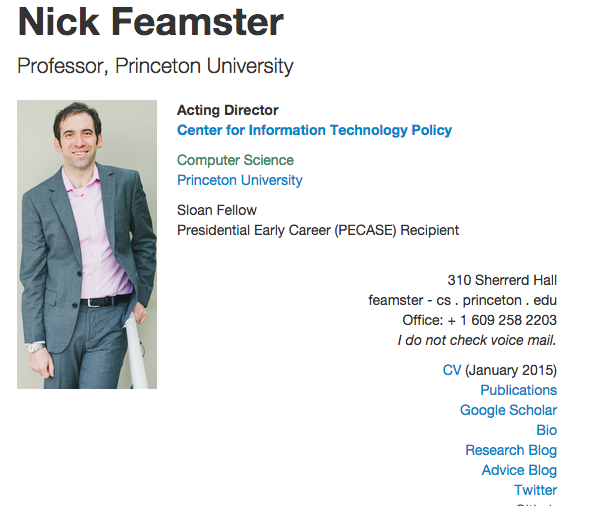 Nick Feamster
Professor, Princeton University
Acting Director
Center for Information Technology Policy
Computer Science
Princeton University
Sloan Fellow
Presidential Early Career (PECASE) Recipient
310 Sherrerd Hall
feamster - cs . princeton . edu
Office: + 1 609 258 2203
I do not check voice mail.
CV (January 2015)
Publications
Google Scholar
Bio
Research Blog
Advice Blog
Twitter